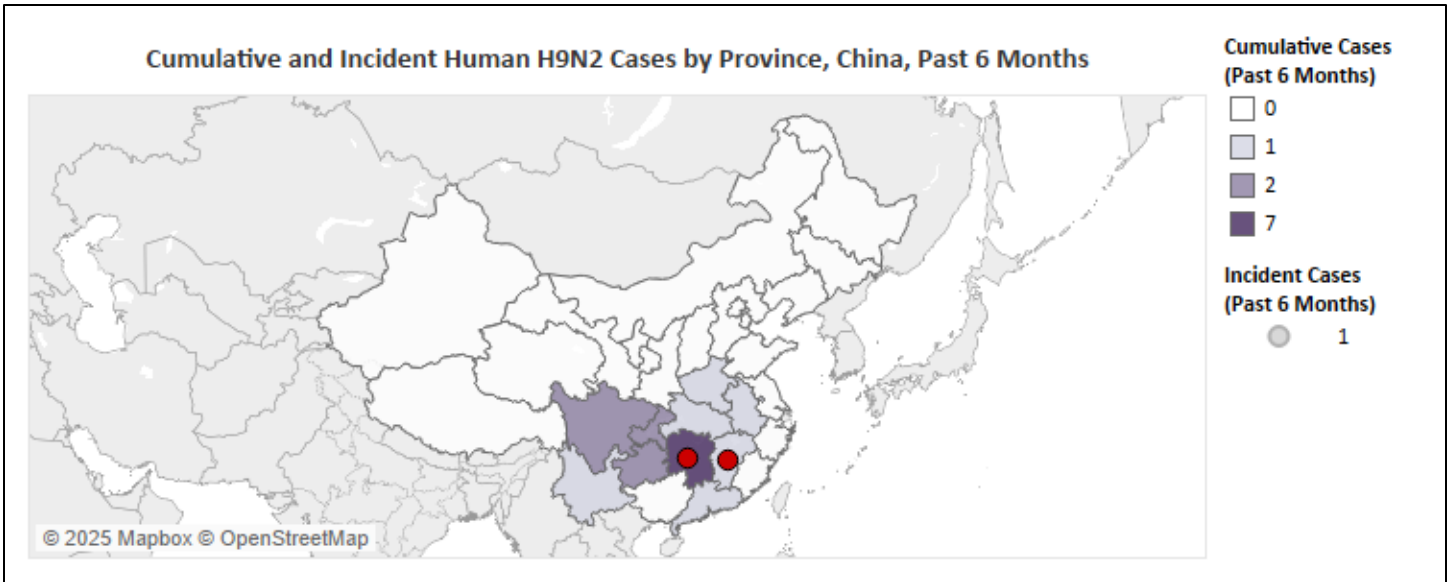 Cumulative and Incident Human H9N2 Cases by Province, China, Past 6 Months
Cumulative Cases
(Past 6 Months)
0
1
2
7
Incident Cases
(Past 6 Months)
1
© 2025 Mapbox © OpenStreetMap